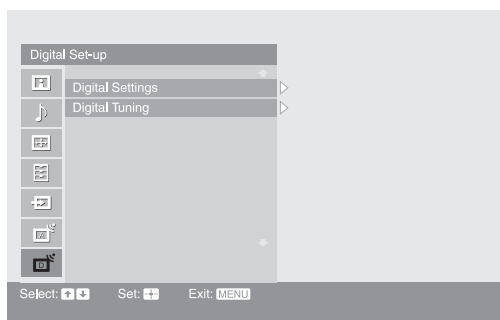 Digital Set-up
Digital Settings
Digital Tuning
Select: Set: Exit: MENU